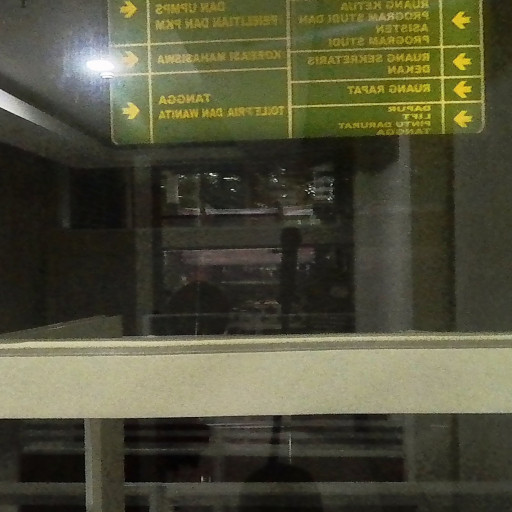 RUANG KETUA
PROGRAM STUDI DAN
ASISTEN
PROGRAM STUDI
RUANG SEKRETARIS
DEKAN
RUANG RAPAT
DAPUR
LIFT
PINTU DARURAT
TANGGA
DAN UPMPS
PENELITIAN DAN PKM
KOPERASI MAHASISWA
TANGGA
TOILET PRIA DAN WANITA